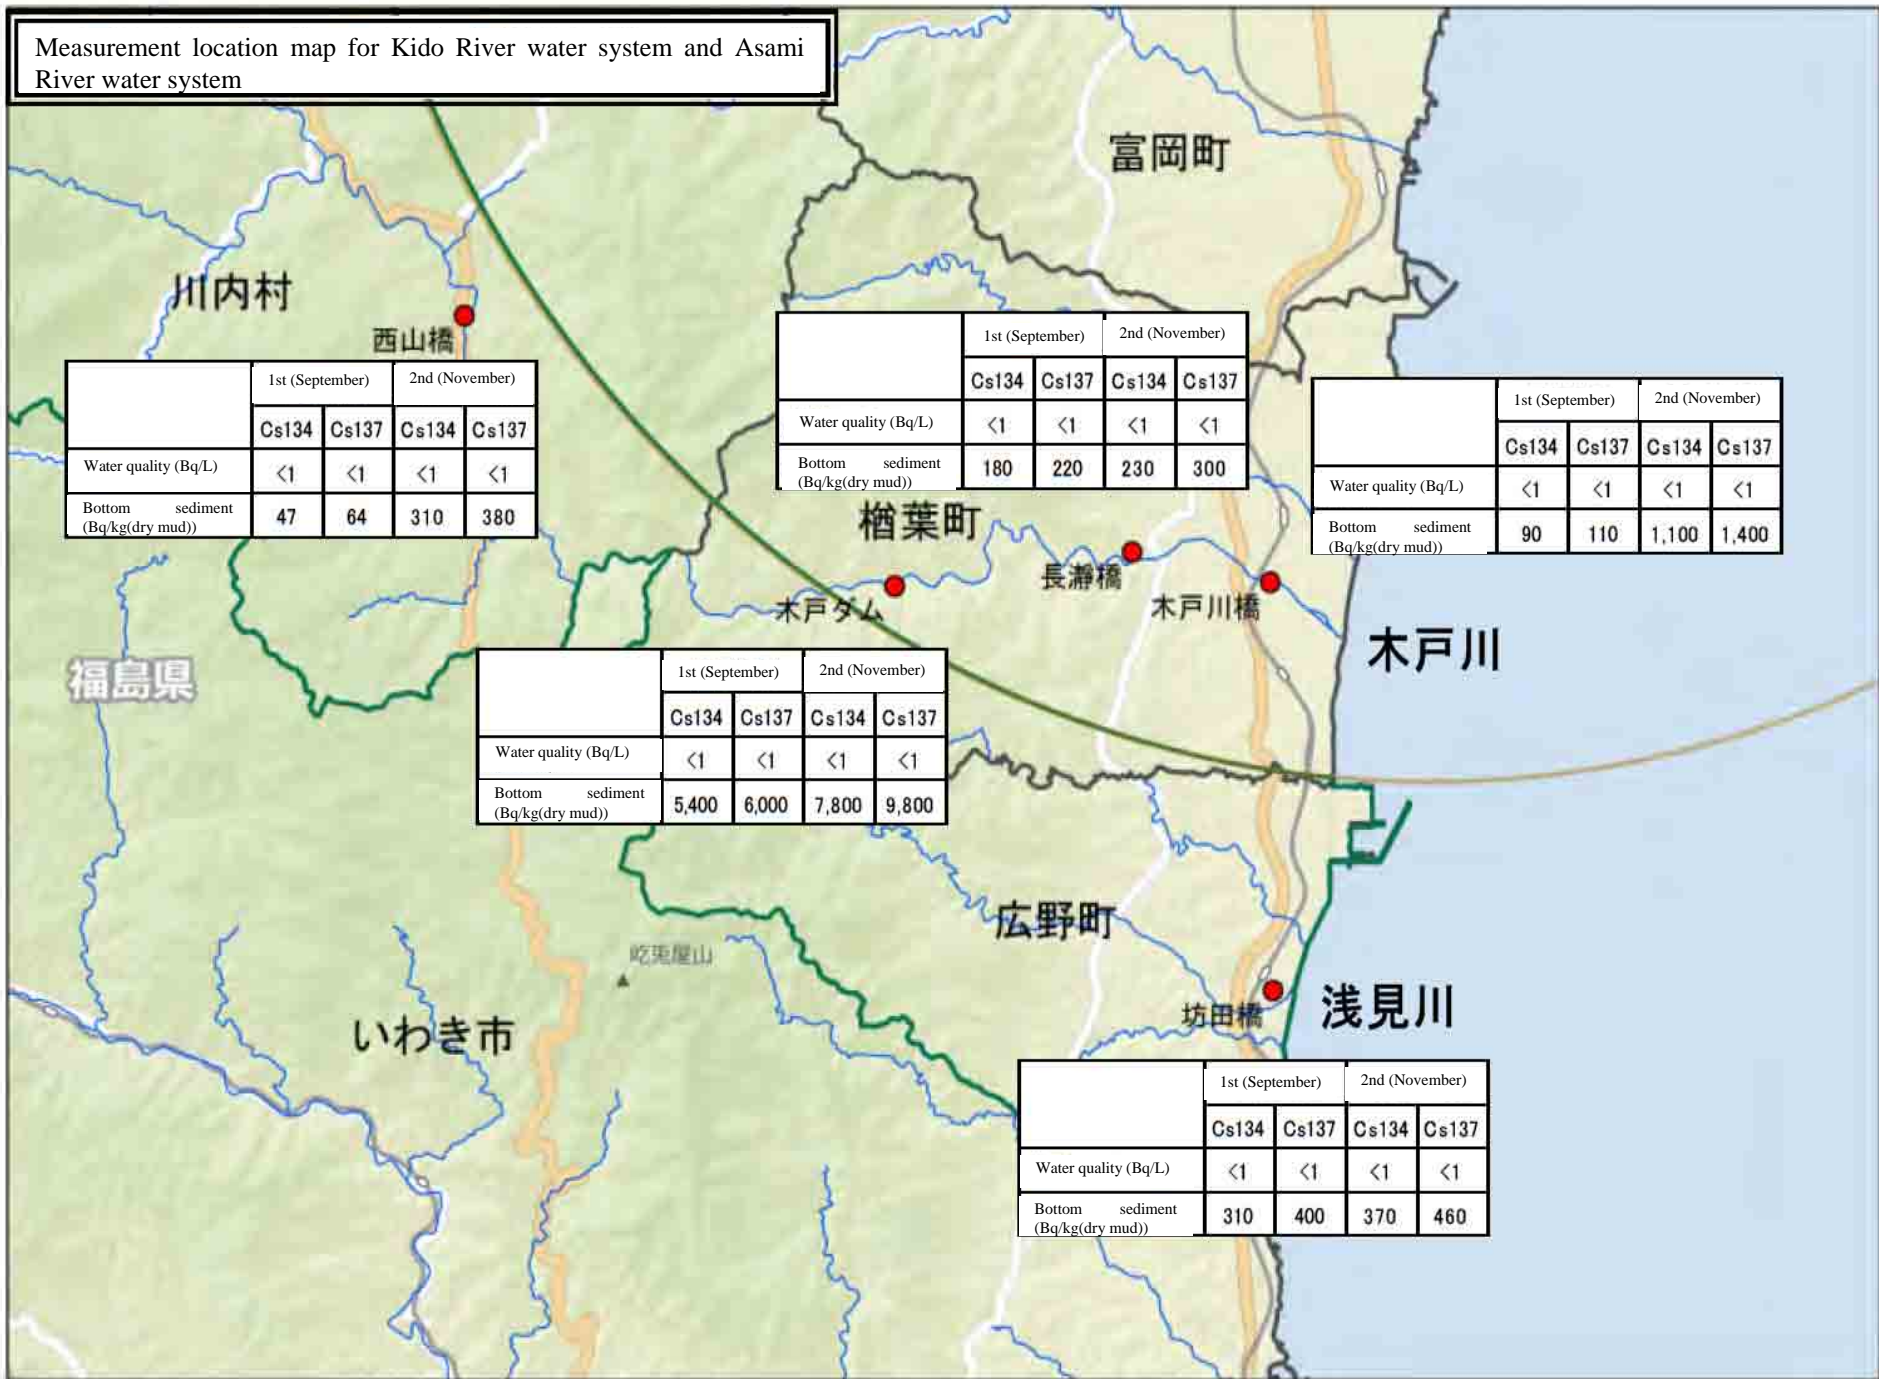 Measurement location map for Kido River water system and Asami
River water system
富岡町
川内村
西山橋
1st (September) 2nd (November)
Cs134 Cs137 Cs134 Cs137
Water quality (Bq/L) <1 <1 <1 <1
Bottom sediment
(Bq/kg(dry mud)) 47 64 310 380
1st (September) 2nd (November)
Cs134 Cs137 Cs134 Cs137
Water quality (Bq/L) <1 <1 <1 <1
Bottom sediment
(Bq/kg(dry mud)) 180 220 230 300
1st (September) 2nd (November)
Cs134 Cs137 Cs134 Cs137
Water quality (Bq/L) <1 <1 <1 <1
Bottom sediment
(Bq/kg(dry mud)) 90 110 1,100 1,400
楢葉町
長瀞橋
木戸ダム
木戸川橋
木戸川
福島県
1st (September) 2nd (November)
Cs134 Cs137 Cs134 Cs137
Water quality (Bq/L) <1 <1 <1 <1
Bottom sediment
(Bq/kg(dry mud)) 5,400 6,000 7,800 9,800
広野町
屹兎屋山
坊田橋
浅見川
いわき市
1st (September) 2nd (November)
Cs134 Cs137 Cs134 Cs137
Water quality (Bq/L) <1 <1 <1 <1
Bottom sediment
(Bq/kg(dry mud)) 310 400 370 460